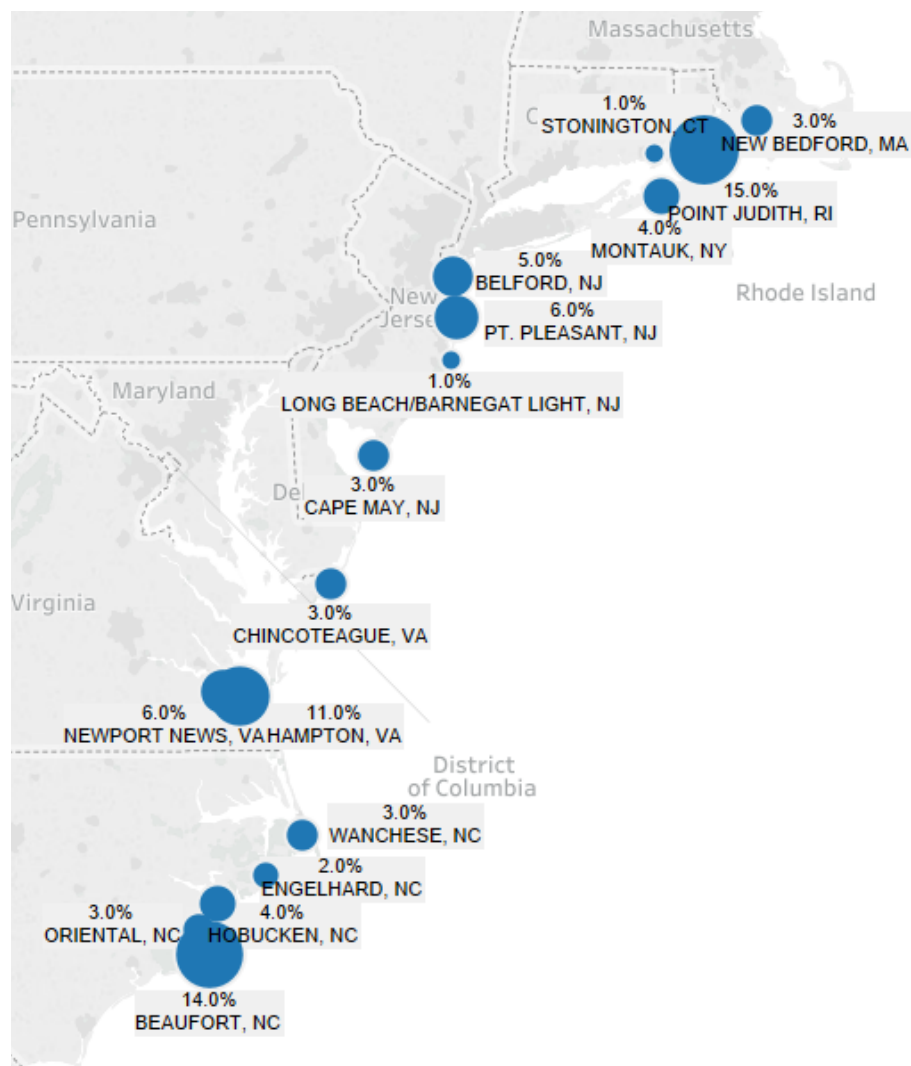 Massachusetts
1.0%
STONINGTON, CT
C
3.0%
NEW BEDFORD, MA
15.0%
POINT JUDITH, RI
4.0%
MONTAUK, NY
Pennsylvania
5.0%
BELFORD, NJ
Rhode Island
New
Jerse
6.0%
PT. PLEASANT, NJ
1.0%
LONG BEACH/BARNEGAT LIGHT, NJ
Maryland
De
3.0%
CAPE MAY, NJ
Virginia
3.0%
CHINCOTEAGUE, VA
6.0%
NEWPORT NEWS, VA
11.0%
HAMPTON, VA
District
of Columbia
3.0%
WANCHESE, NC
2.0%
ENGELHARD, NC
3.0%
ORIENTAL, NC
4.0%
HOBUCKEN, NC
14.0%
BEAUFORT, NC